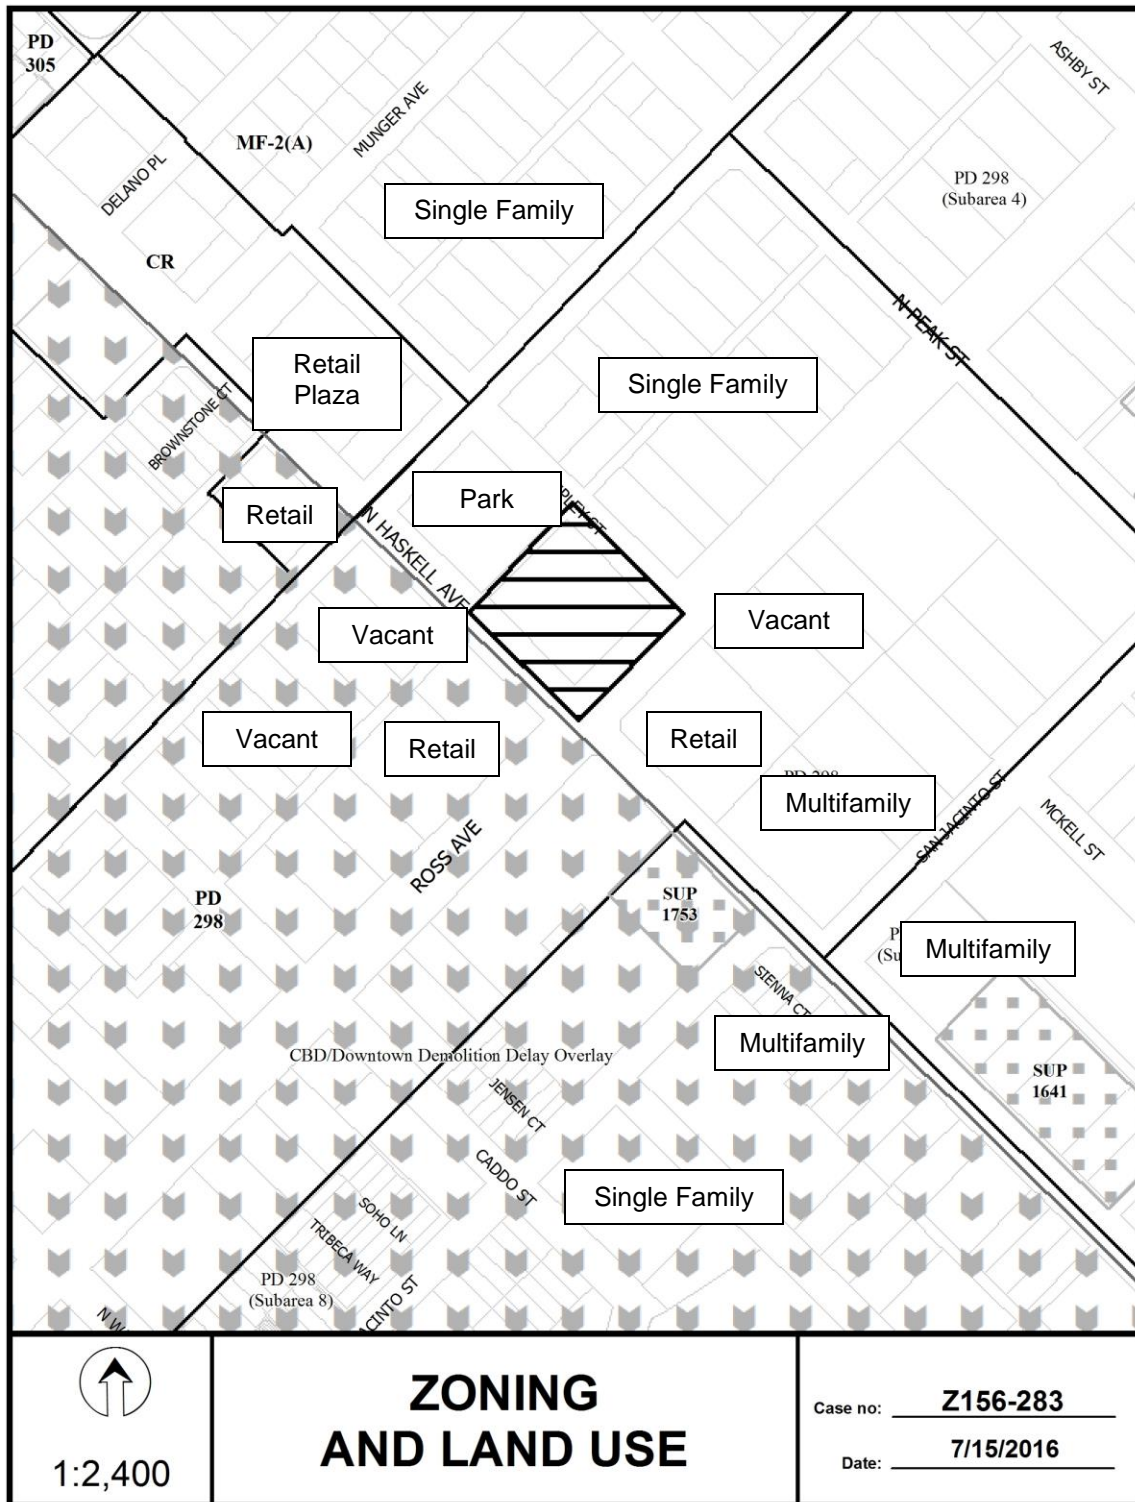 PD
305
ASHBY ST
MUNGER AVE
MF-2(A)
DELANO PL
PD 298
(Subarea 4)
Single Family
CR
N PEAK ST
Retail
Plaza
Single Family
BROWNSTONE CT
Park
Retail
N HASKELL AVE
Vacant
Vacant
Vacant
Retail
Retail
PD 298
Multifamily
SAN JACINTO ST
MCKELL ST
ROSS AVE
PD
298
SUP
1753
Multifamily
SIENNA CT
Multifamily
CBD/Downtown Demolition Delay Overlay
SUP
1641
JENSEN CT
CADDO ST
Single Family
SOHO LN
TRIBECA WAY
PD 298
(Subarea 8)
ZONING
AND LAND USE
1:2,400
Case no: Z156-283
Date: 7/15/2016